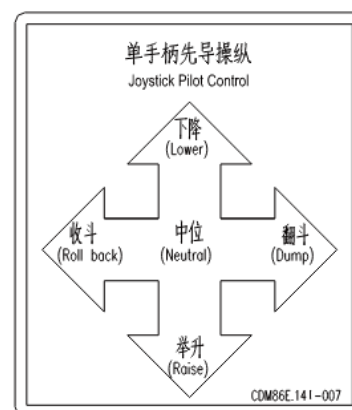 单手柄先导操纵
Joystick Pilot Control
下降
(Lower)
收斗
(Roll back)
中位
(Neutral)
翻斗
(Dump)
举升
(Raise)
CDM86E.14I-007